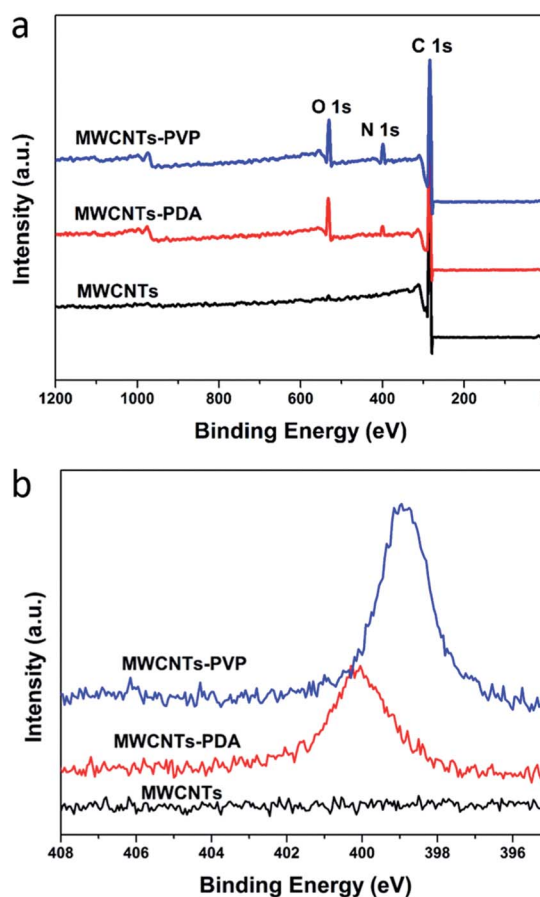 a
C 1s
O 1s
N 1s
MWCNTs-PVP
MWCNTs-PDA
MWCNTs
Intensity (a.u.)
1200 1000 800 600 400 200
Binding Energy (eV)
b
MWCNTs-PVP
MWCNTs-PDA
MWCNTs
Intensity (a.u.)
408 406 404 402 400 398 396
Binding Energy (eV)